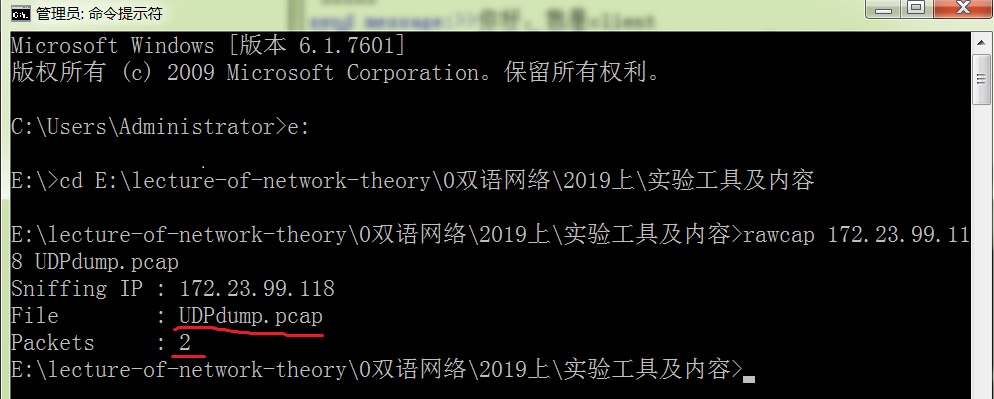 管理员: 命令提示符
send message:>>你好，我是client
Microsoft Windows [版本 6.1.7601]
版权所有 (c) 2009 Microsoft Corporation。保留所有权利。
C:\Users\Administrator>e:
E:\>cd E:\lecture-of-network-theory\0双语网络\2019上\实验工具及内容
E:\lecture-of-network-theory\0双语网络\2019上\实验工具及内容>rawcap 172.23.99.11
8 UDPdump.pcap
Sniffing IP : 172.23.99.118
File : UDPdump.pcap
Packets : 2
E:\lecture-of-network-theory\0双语网络\2019上\实验工具及内容>